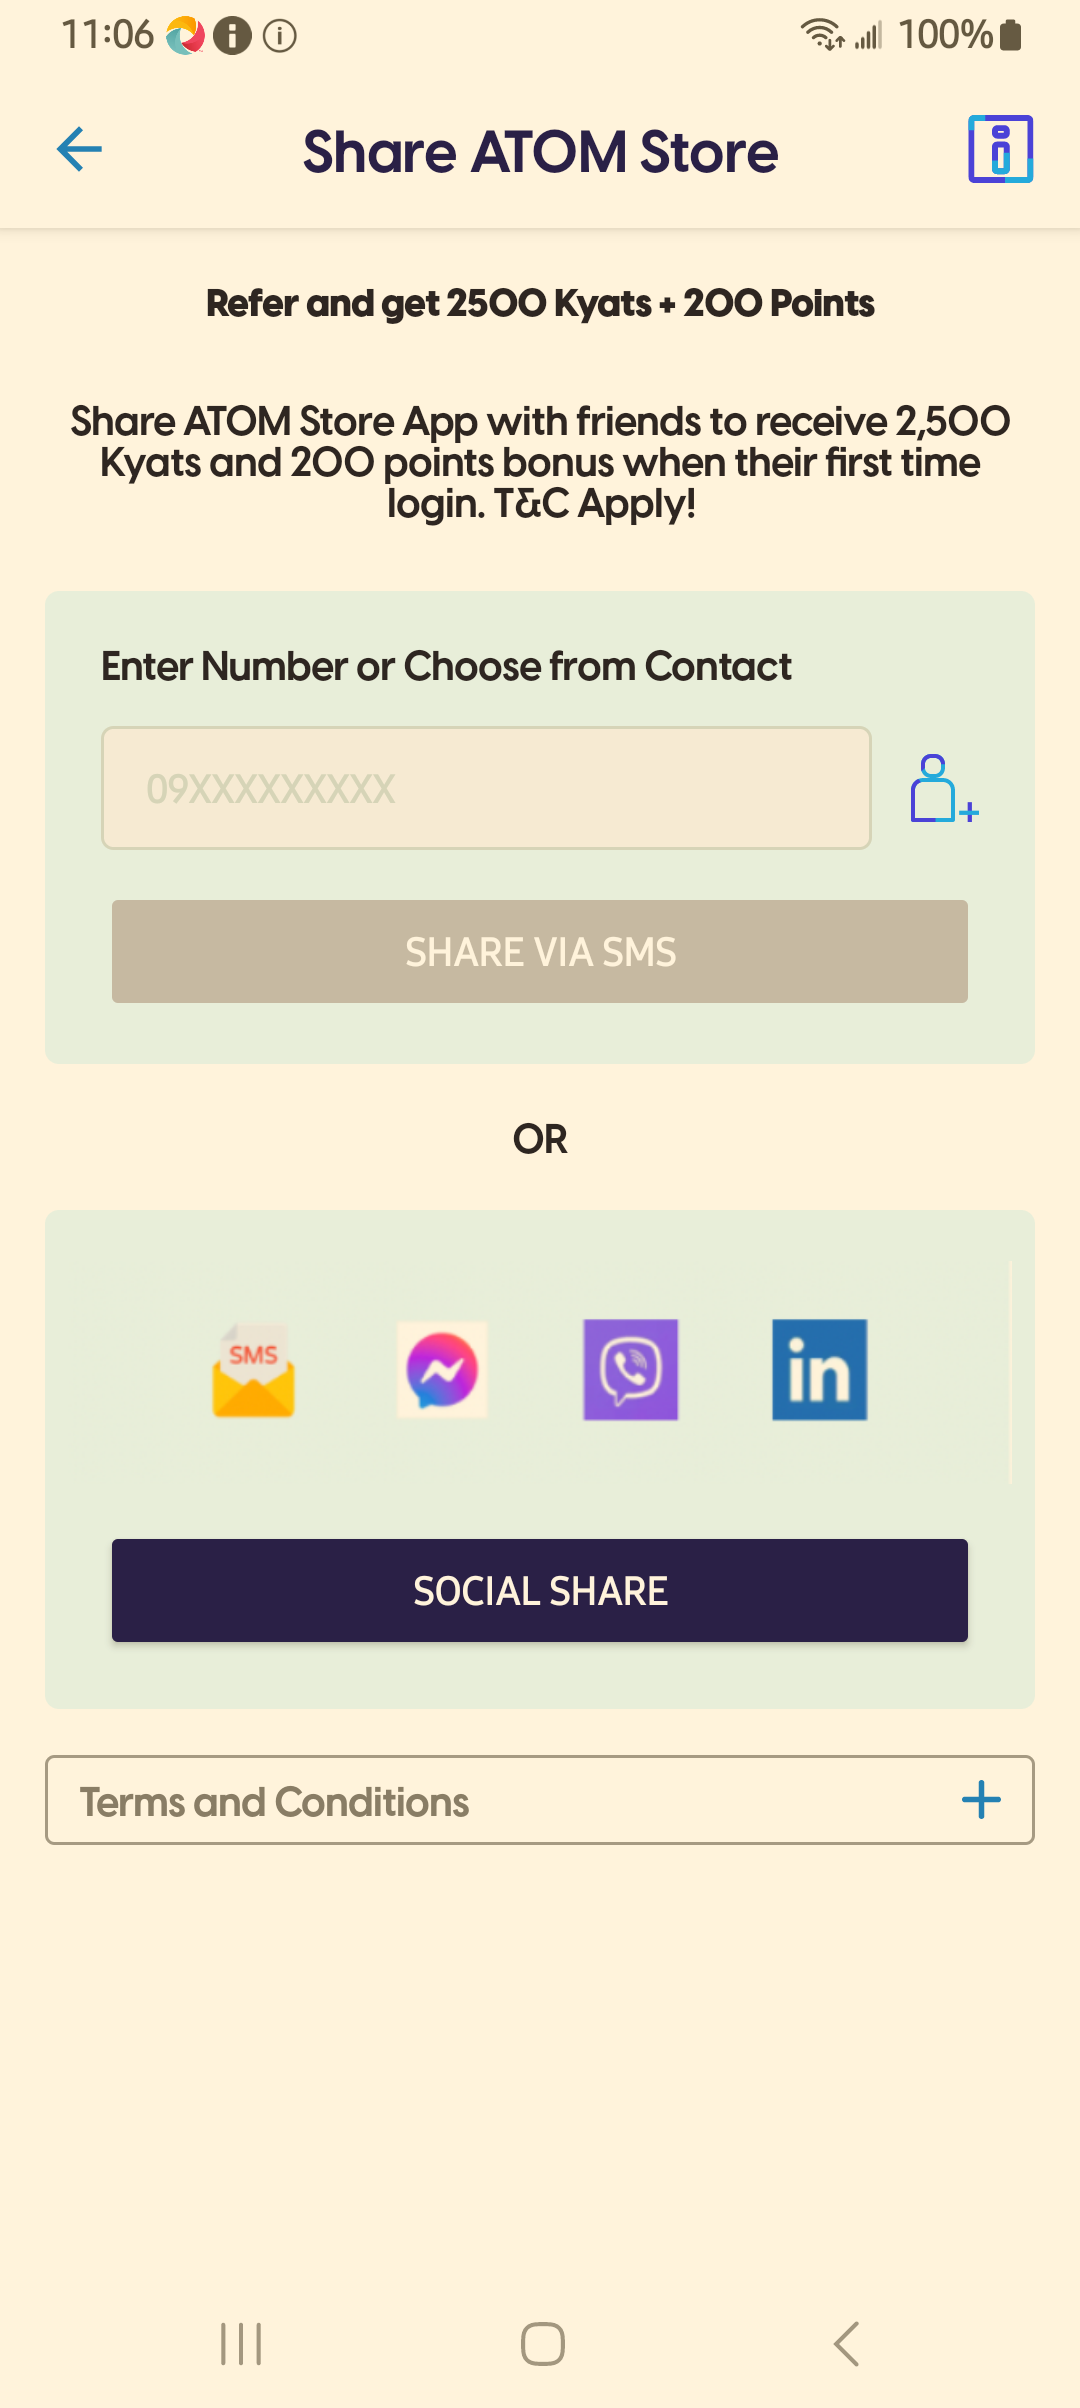 11:06
100%
Share ATOM Store
Refer and get 2500 Kyats + 200 Points
Share ATOM Store App with friends to receive 2,500
Kyats and 200 points bonus when their first time
login. T&C Apply!
Enter Number or Choose from Contact
09XXXXXXXXX
SHARE VIA SMS
OR
SMS
in
SOCIAL SHARE
Terms and Conditions